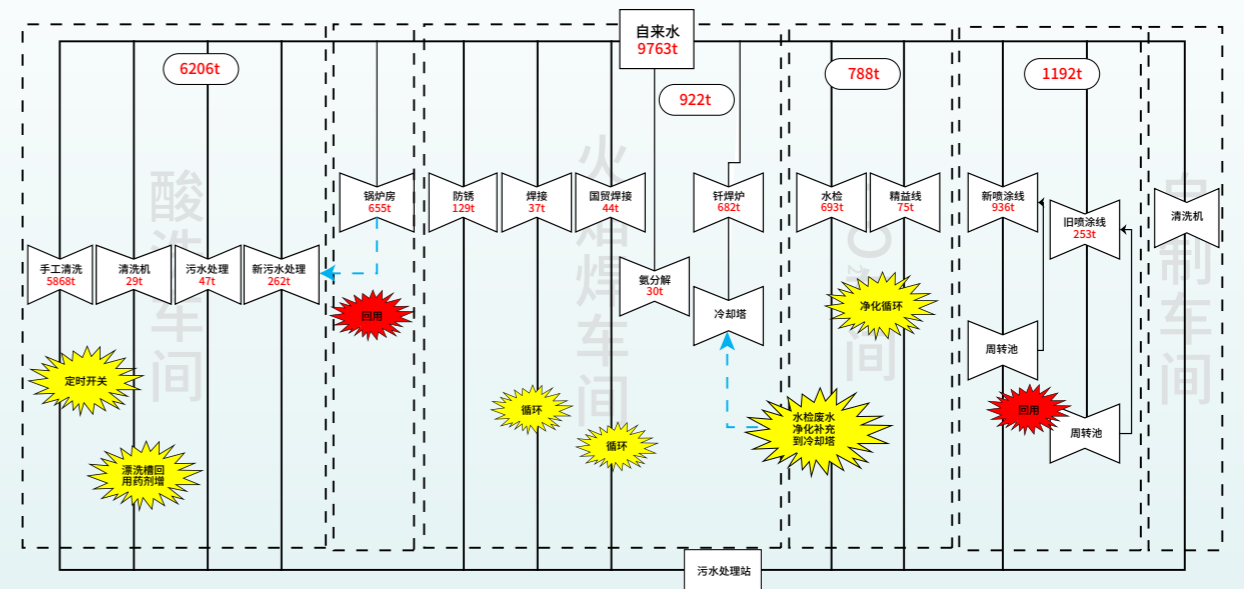 自来水
9763t
6206t
922t
788t
1192t
锅炉房
655t
防锈
129t
焊接
37t
国贸焊接
44t
钎焊炉
682t
水检
693t
精益线
75t
新喷涂线
936t
旧喷涂线
253t
清洗机
手工清洗
5868t
清洗机
29t
污水处理
47t
新污水处理
262t
氨分解
30t
冷却塔
回用
净化循环
周转池
定时开关
循环
循环
水检废水
净化补充
到冷却塔
回用
周转池
漂洗槽回
用药剂增
污水处理站
火焰焊车间